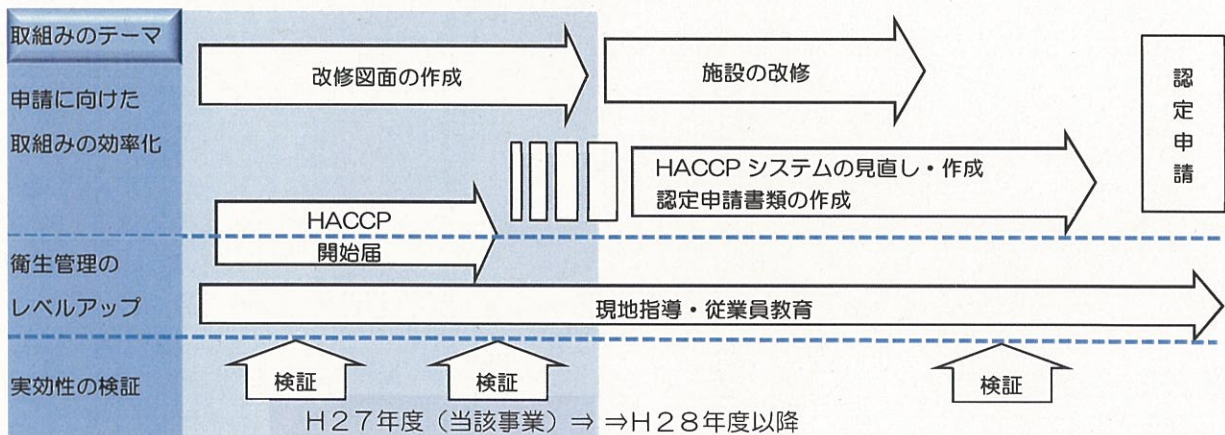 取組みのテーマ
改修図面の作成
施設の改修
認定申請
申請に向けた
取組みの効率化
HACCP システムの見直し・作成
認定申請書類の作成
HACCP
開始届
衛生管理の
レベルアップ
現地指導・従業員教育
実効性の検証
検証
検証
検証
H27年度（当該事業）⇒ ⇒H28年度以降